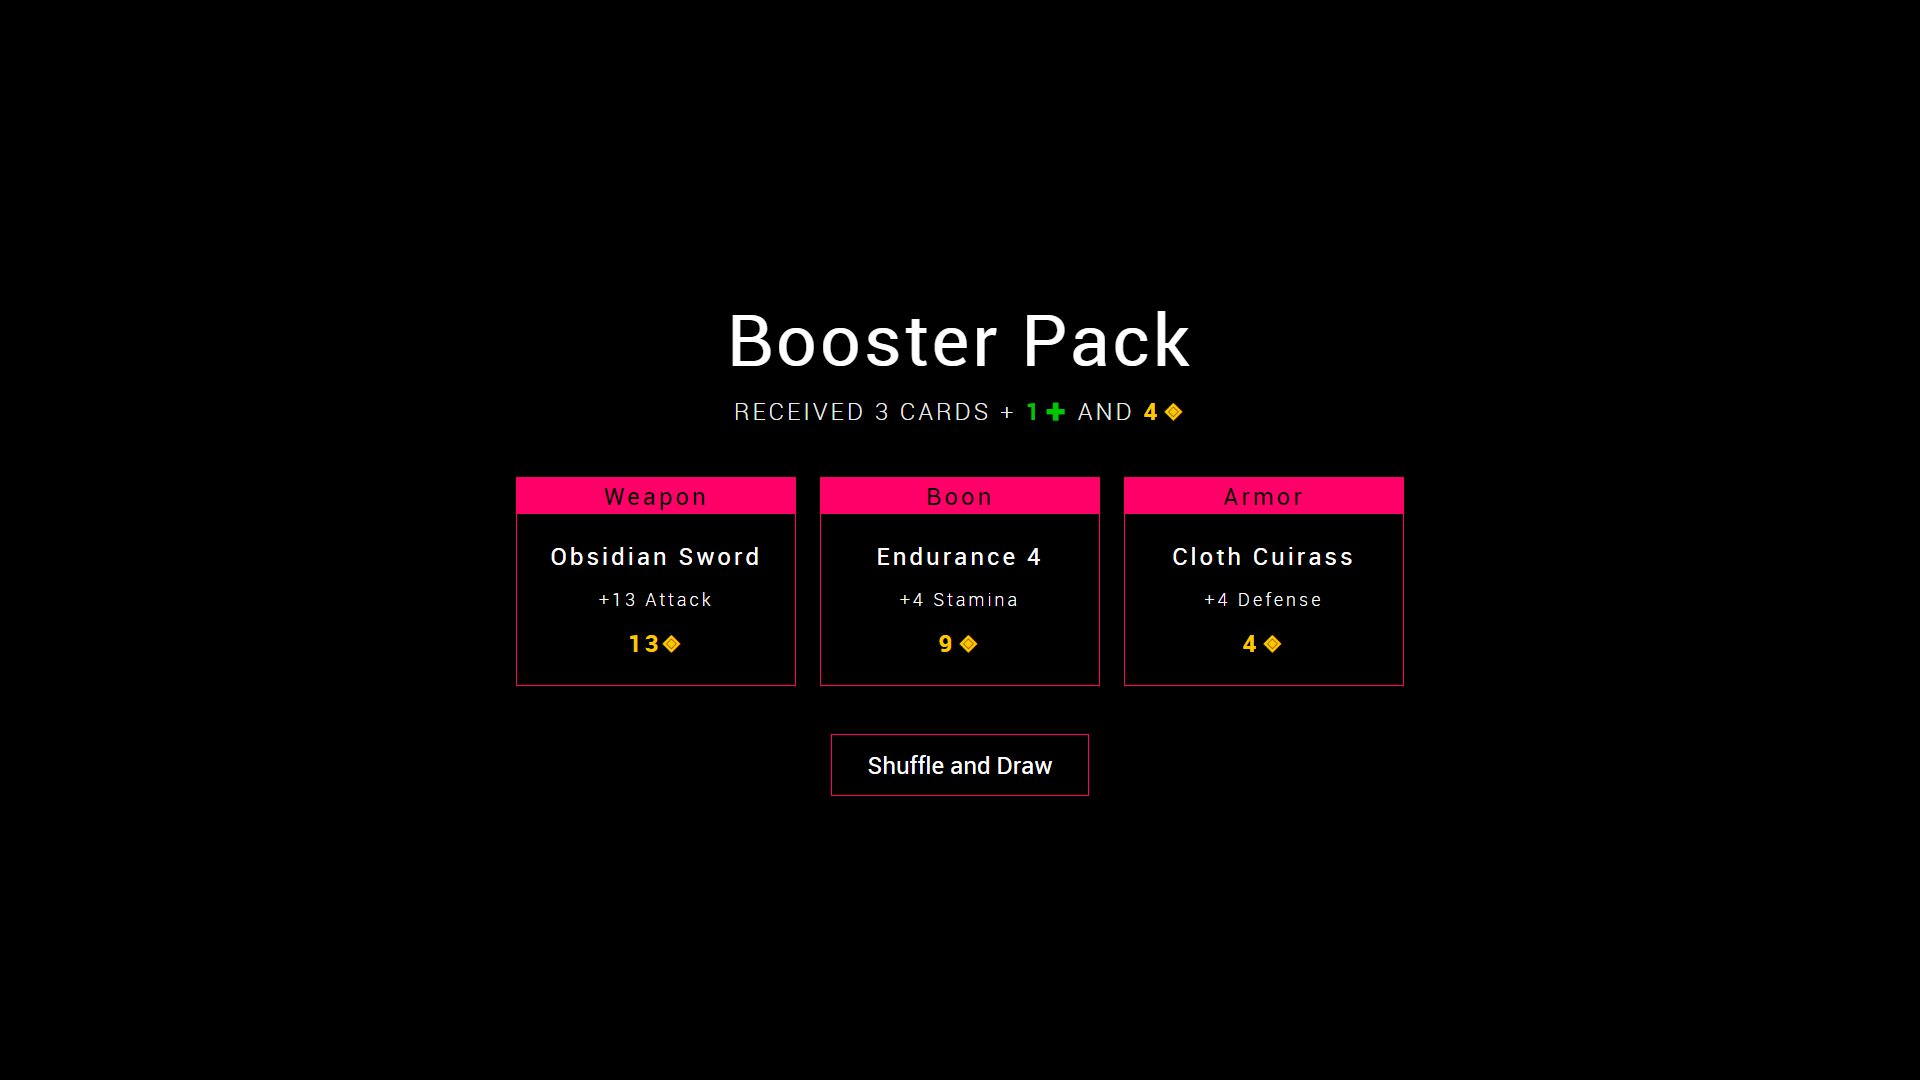 Booster Pack
RECEIVED 3 CARDS + 1 AND 4
Weapon
Obsidian Sword
+13 Attack
13
Boon
Endurance 4
+4 Stamina
9
Armor
Cloth Cuirass
+4 Defense
4
Shuffle and Draw